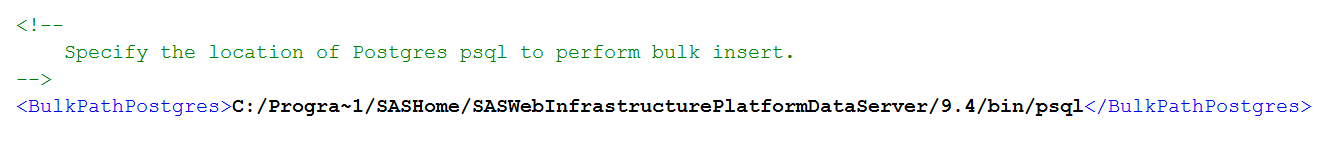 <!--
Specify the location of Postgres psql to perform bulk insert.
-->
<BulkPathPostgres>C:/Progra~1/SASHome/SASWebInfrastructurePlatformDataServer/9.4/bin/psql</BulkPathPostgres>